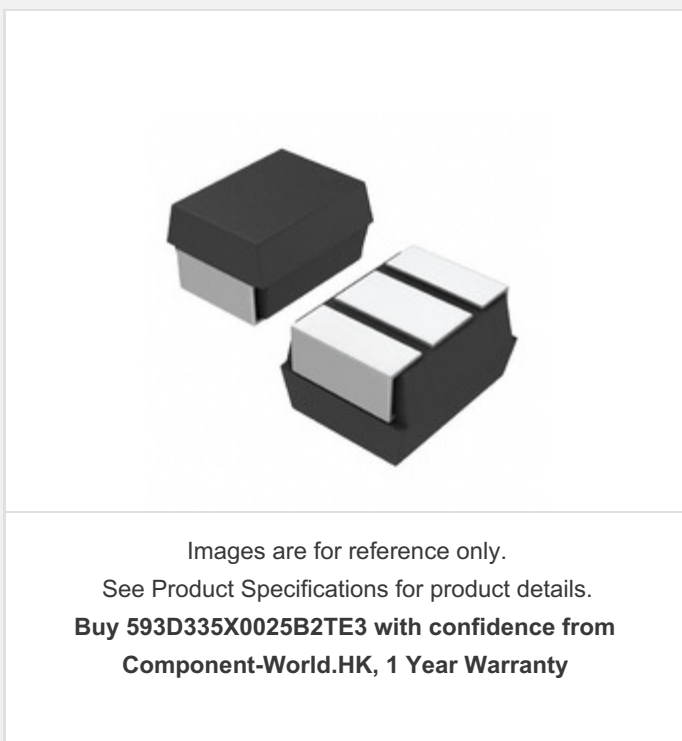 Images are for reference only.
See Product Specifications for product details.
Buy 593D335X0025B2TE3 with confidence from
Component-World.HK, 1 Year Warranty